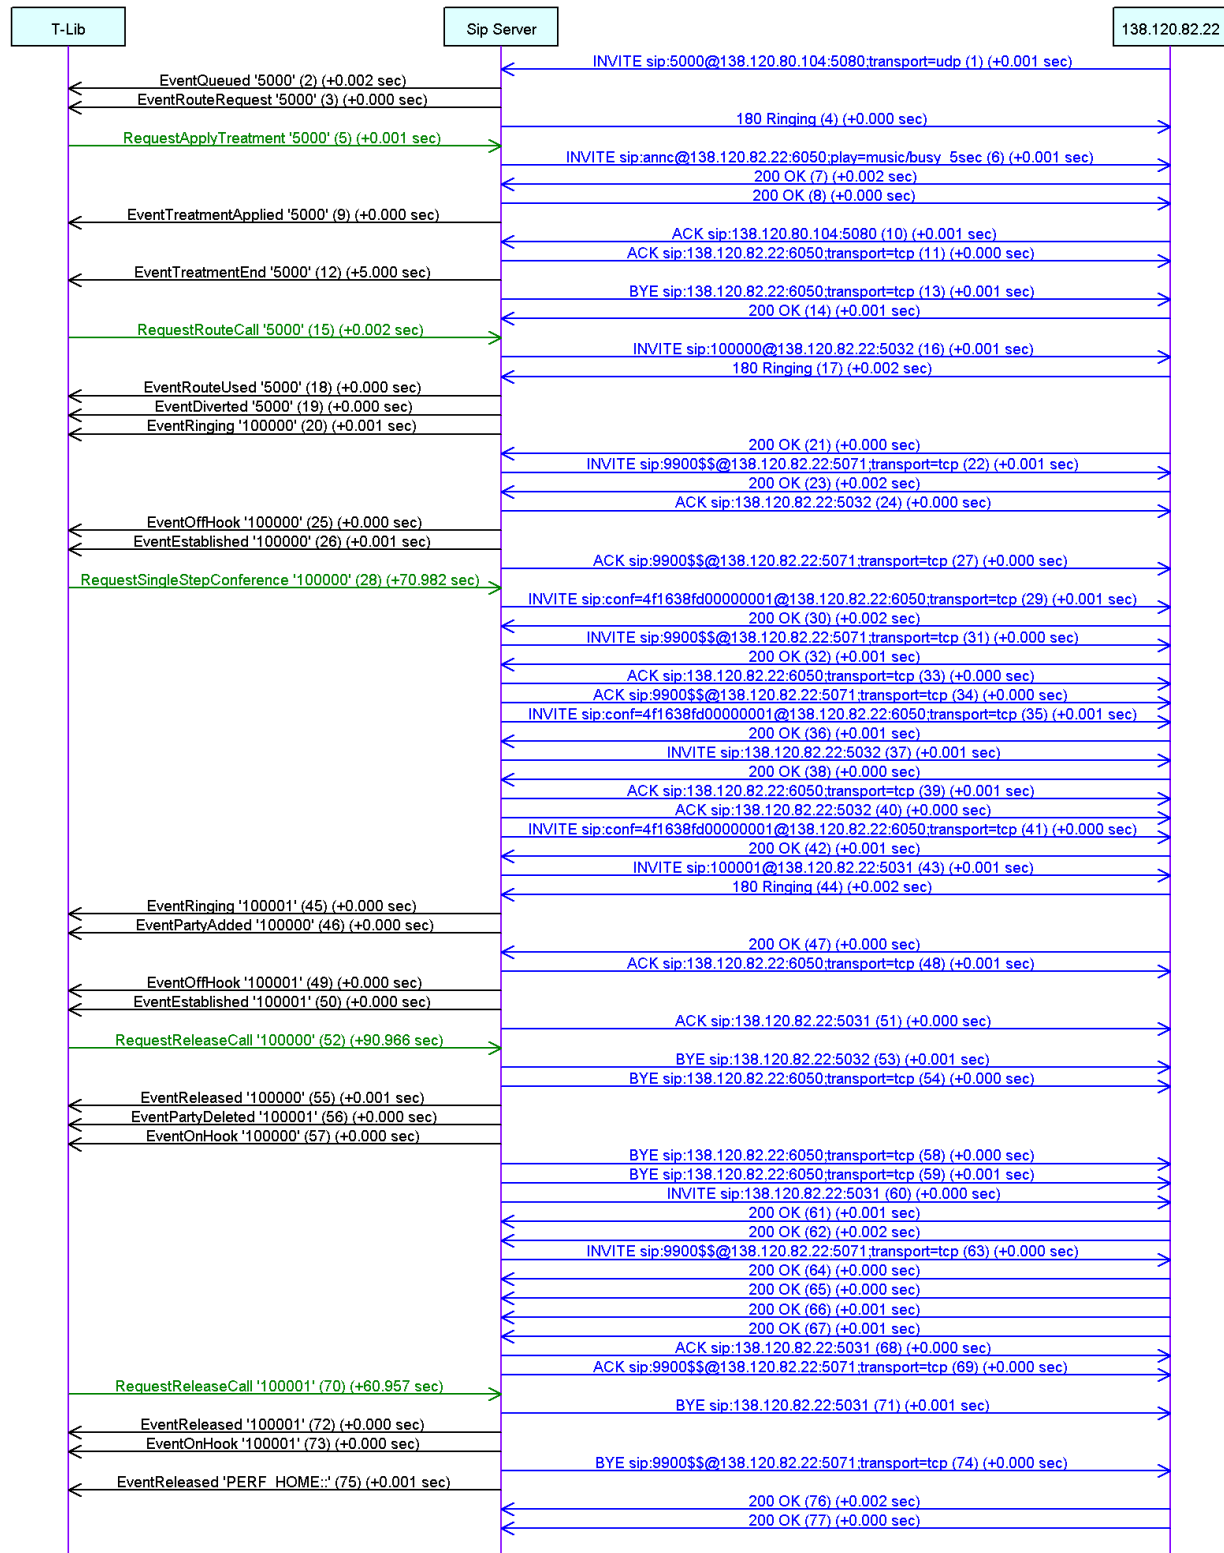 T-Lib
Sip Server
138.120.82.22
INVITE sip:5000@138.120.80.104:5080;transport=udp (1) (+0.001 sec)
EventQueued '5000' (2) (+0.002 sec)
EventRouteRequest '5000' (3) (+0.000 sec)
180 Ringing (4) (+0.000 sec)
RequestApplyTreatment '5000' (5) (+0.001 sec)
INVITE sip:annc@138.120.82.22:6050;play=music/busy_5sec (6) (+0.001 sec)
200 OK (7) (+0.002 sec)
200 OK (8) (+0.000 sec)
EventTreatmentApplied '5000' (9) (+0.000 sec)
ACK sip:138.120.80.104:5080 (10) (+0.001 sec)
ACK sip:138.120.82.22:6050;transport=tcp (11) (+0.000 sec)
EventTreatmentEnd '5000' (12) (+5.000 sec)
BYE sip:138.120.82.22:6050;transport=tcp (13) (+0.001 sec)
200 OK (14) (+0.001 sec)
RequestRouteCall '5000' (15) (+0.002 sec)
INVITE sip:100000@138.120.82.22:5032 (16) (+0.001 sec)
180 Ringing (17) (+0.002 sec)
EventRouteUsed '5000' (18) (+0.000 sec)
EventDiverted '5000' (19) (+0.000 sec)
EventRinging '100000' (20) (+0.001 sec)
200 OK (21) (+0.000 sec)
INVITE sip:9900$$@138.120.82.22:5071;transport=tcp (22) (+0.001 sec)
200 OK (23) (+0.002 sec)
ACK sip:138.120.82.22:5032 (24) (+0.000 sec)
EventOffHook '100000' (25) (+0.000 sec)
EventEstablished '100000' (26) (+0.001 sec)
ACK sip:9900$$@138.120.82.22:5071;transport=tcp (27) (+0.000 sec)
RequestSingleStepConference '100000' (28) (+70.982 sec)
INVITE sip:conf=4f1638fd00000001@138.120.82.22:6050;transport=tcp (29) (+0.001 sec)
200 OK (30) (+0.002 sec)
INVITE sip:9900$$@138.120.82.22:5071;transport=tcp (31) (+0.000 sec)
200 OK (32) (+0.001 sec)
ACK sip:138.120.82.22:6050;transport=tcp (33) (+0.000 sec)
ACK sip:9900$$@138.120.82.22:5071;transport=tcp (34) (+0.000 sec)
INVITE sip:conf=4f1638fd00000001@138.120.82.22:6050;transport=tcp (35) (+0.001 sec)
200 OK (36) (+0.001 sec)
INVITE sip:138.120.82.22:5032 (37) (+0.001 sec)
200 OK (38) (+0.000 sec)
ACK sip:138.120.82.22:6050;transport=tcp (39) (+0.001 sec)
ACK sip:138.120.82.22:5032 (40) (+0.000 sec)
INVITE sip:conf=4f1638fd00000001@138.120.82.22:6050;transport=tcp (41) (+0.000 sec)
200 OK (42) (+0.001 sec)
INVITE sip:100001@138.120.82.22:5031 (43) (+0.001 sec)
180 Ringing (44) (+0.002 sec)
EventRinging '100001' (45) (+0.000 sec)
EventPartyAdded '100000' (46) (+0.000 sec)
200 OK (47) (+0.000 sec)
ACK sip:138.120.82.22:6050;transport=tcp (48) (+0.001 sec)
EventOffHook '100001' (49) (+0.000 sec)
EventEstablished '100001' (50) (+0.000 sec)
ACK sip:138.120.82.22:5031 (51) (+0.000 sec)
RequestReleaseCall '100000' (52) (+90.966 sec)
BYE sip:138.120.82.22:5032 (53) (+0.001 sec)
BYE sip:138.120.82.22:6050;transport=tcp (54) (+0.000 sec)
EventReleased '100000' (55) (+0.001 sec)
EventPartyDeleted '100001' (56) (+0.000 sec)
EventOnHook '100000' (57) (+0.000 sec)
BYE sip:138.120.82.22:6050;transport=tcp (58) (+0.000 sec)
BYE sip:138.120.82.22:6050;transport=tcp (59) (+0.001 sec)
INVITE sip:138.120.82.22:5031 (60) (+0.000 sec)
200 OK (61) (+0.001 sec)
200 OK (62) (+0.002 sec)
INVITE sip:9900$$@138.120.82.22:5071;transport=tcp (63) (+0.000 sec)
200 OK (64) (+0.000 sec)
200 OK (65) (+0.000 sec)
200 OK (66) (+0.001 sec)
200 OK (67) (+0.001 sec)
ACK sip:138.120.82.22:5031 (68) (+0.000 sec)
ACK sip:9900$$@138.120.82.22:5071;transport=tcp (69) (+0.000 sec)
RequestReleaseCall '100001' (70) (+60.957 sec)
BYE sip:138.120.82.22:5031 (71) (+0.001 sec)
EventReleased '100001' (72) (+0.000 sec)
EventOnHook '100001' (73) (+0.000 sec)
BYE sip:9900$$@138.120.82.22:5071;transport=tcp (74) (+0.000 sec)
EventReleased 'PERF_HOME::' (75) (+0.001 sec)
200 OK (76) (+0.002 sec)
200 OK (77) (+0.000 sec)